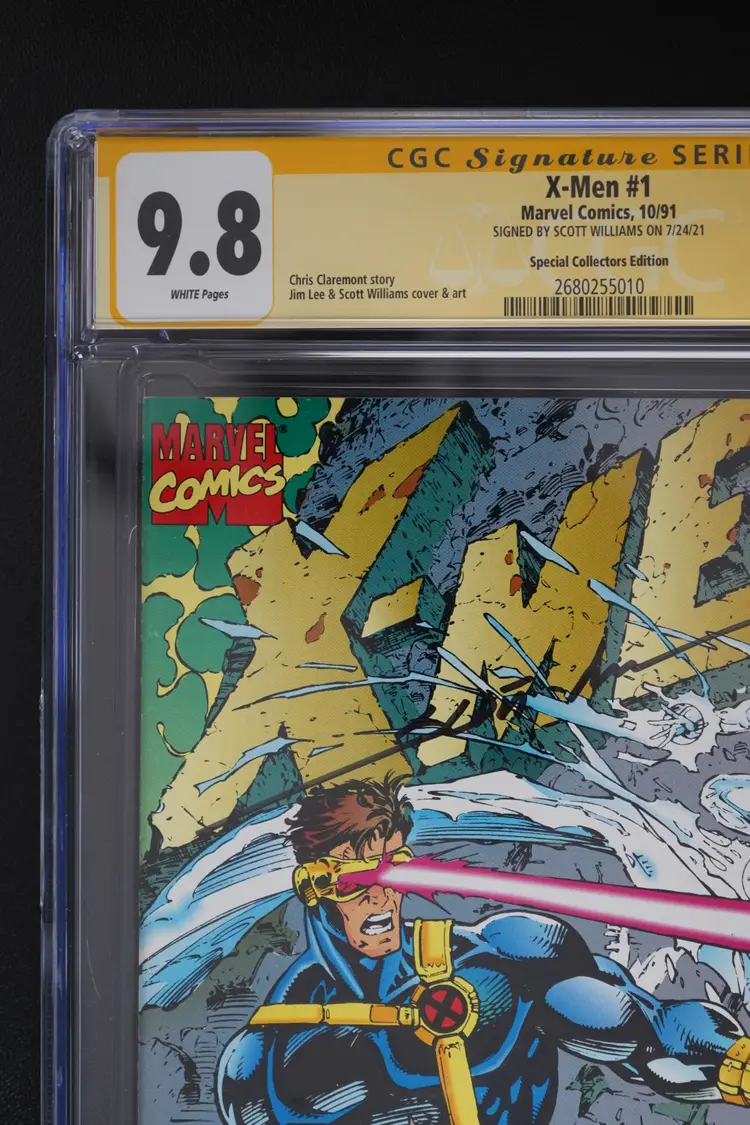 CGC Signature SERI
X-Men #1
Marvel Comics, 10/91
SIGNED BY SCOTT WILLIAMS ON 7/24/21
Special Collectors Edition
2680255010
9.8
WHITE Pages
Chris Claremont story
Jim Lee & Scott Williams cover & art
MARVEL®
COMICS
M
X-ME
X